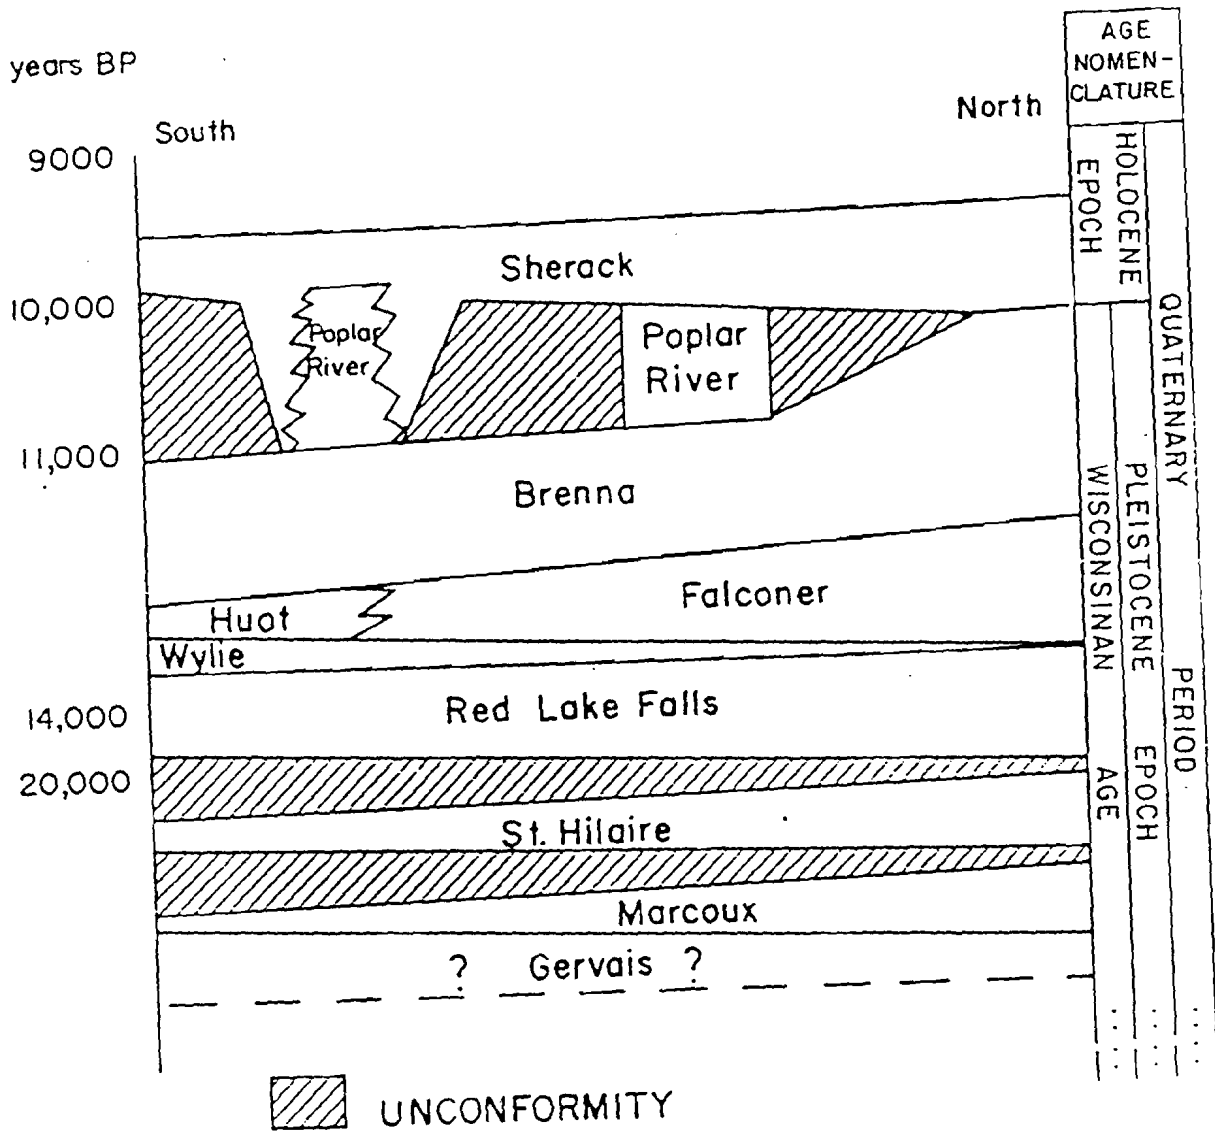 years BP
South
North
AGE
NOMEN-
CLATURE
9000
10,000
11,000
14,000
20,000
Sherack
Poplar
River
Poplar
River
Brenna
Huot
Falconer
Wylie
Red Lake Falls
St. Hilaire
Marcoux
? Gervais ?
HOLOCENE
EPOCH
WISCONSINAN AGE
PLEISTOCENE EPOCH
QUATERNARY PERIOD
UNCONFORMITY